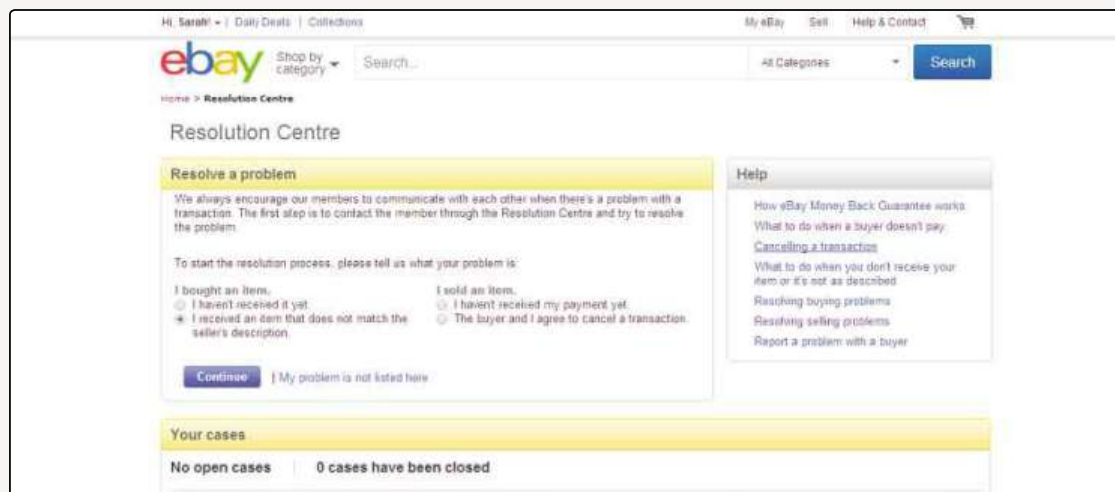 Hi, Sarah! | Daily Deals | Collections
My eBay Sell Help & Contact
ebay
Shop by
category
Search...
All Categories
Search
Home > Resolution Centre
Resolution Centre
Resolve a problem
We always encourage our members to communicate with each other when there's a problem with a
transaction. The first step is to contact the member through the Resolution Centre and try to resolve
the problem.
To start the resolution process, please tell us what your problem is:
I bought an item.
I haven't received it yet.
I received an item that does not match the
seller's description.
I sold an item.
I haven't received my payment yet.
The buyer and I agree to cancel a transaction.
Continue | My problem is not listed here
Help
How eBay Money Back Guarantee works
What to do when a buyer doesn't pay
Cancelling a transaction
What to do when you don't receive your
item or it's not as described
Resolving buying problems
Resolving selling problems
Report a problem with a buyer
Your cases
No open cases | 0 cases have been closed